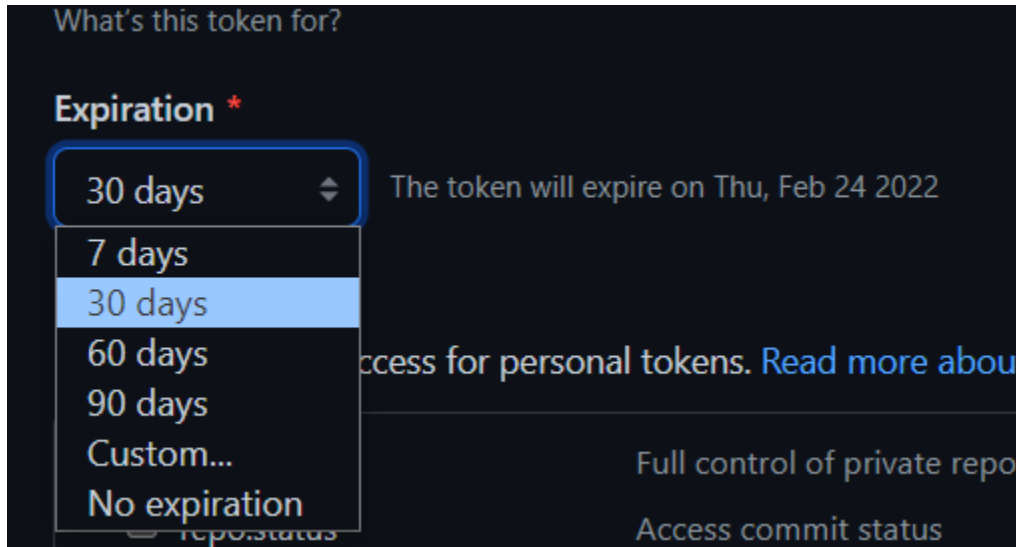 What's this token for?
Expiration *
30 days
The token will expire on Thu, Feb 24 2022
7 days
30 days
60 days
90 days
Custom...
No expiration
ccess for personal tokens. Read more abou
Full control of private repo
repo:status
Access commit status